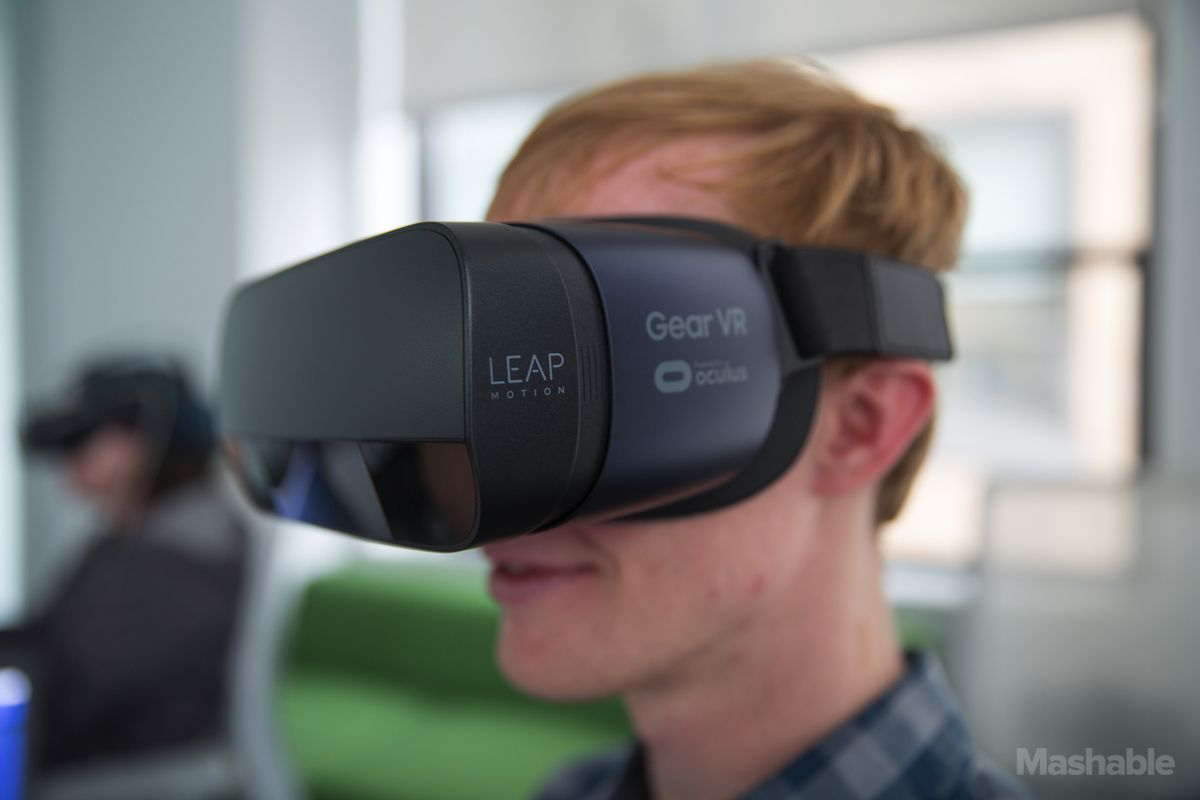 LEAP
MOTION
Gear VR
oculus
Mashable